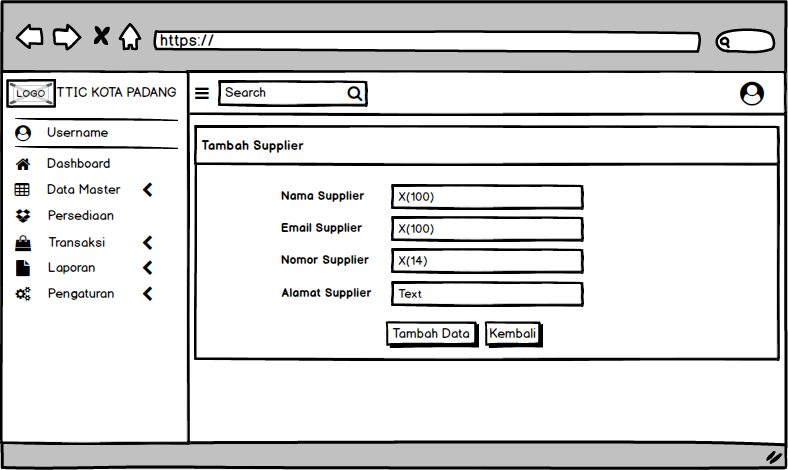 https://
LOGO TTIC KOTA PADANG
Search
Username
Dashboard
Data Master
Persediaan
Transaksi
Laporan
Pengaturan
Tambah Supplier
Nama Supplier X(100)
Email Supplier X(100)
Nomor Supplier X(14)
Alamat Supplier Text
Tambah Data Kembali